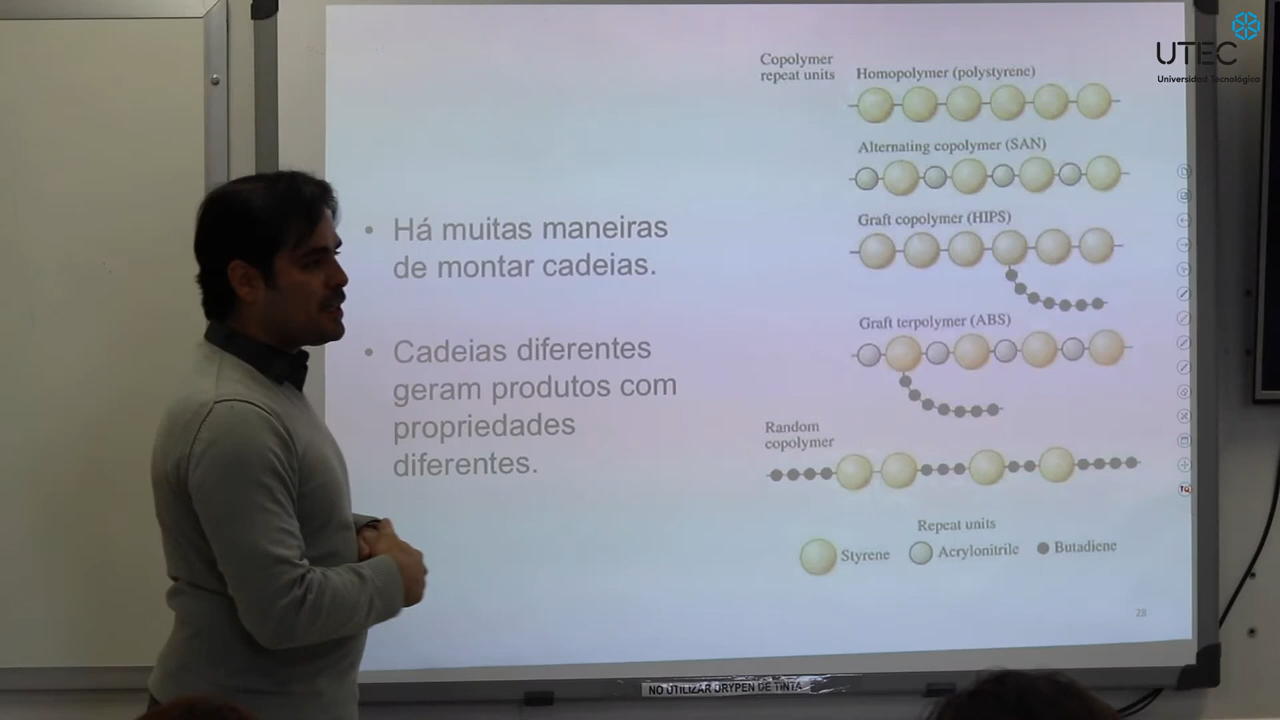 UTEC
Universidad Tecnológica
Copolymer
repeat units
Homopolymer (polystyrene)
Alternating copolymer (SAN)
Graft copolymer (HIPS)
Graft terpolymer (ABS)
Random
copolymer
Repeat units
Styrene
Acrylonitrile
Butadiene
• Há muitas maneiras
de montar cadeias.
• Cadeias diferentes
geram produtos com
propriedades
diferentes.
28
NO UTILIZAR DRYPEN DE TINTA